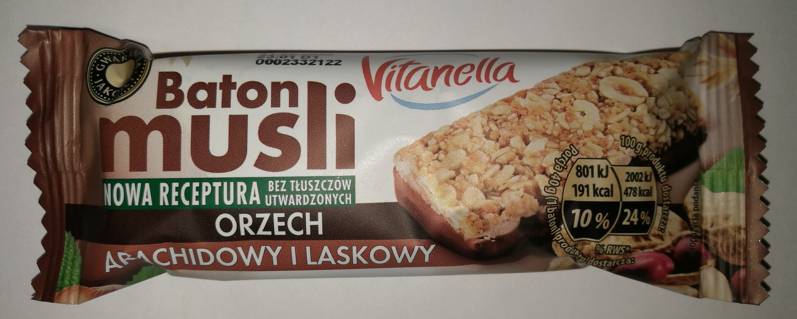 0002332122
Vitanella
Baton
musli
NOWA RECEPTURA
BEZ TŁUSZCZÓW
UTWARDZONYCH
ORZECH
ARACHIDOWY I LASKOWY
801 kJ
191 kcal
10 %
2002 kJ
478 kcal
24 %
% RWS*